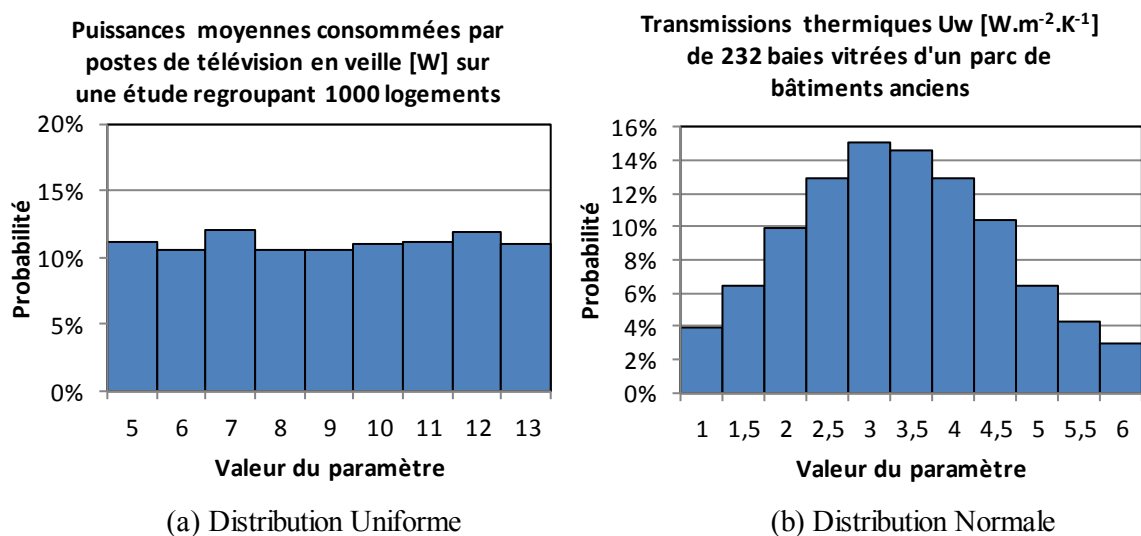 Puissances moyennes consommées par
postes de télévision en veille [W] sur
une étude regroupant 1000 logements
20%
15%
10%
5%
0%
Probabilité
5 6 7 8 9 10 11 12 13
Valeur du paramètre
(a) Distribution Uniforme
Transmissions thermiques Uw [W.m⁻².K⁻¹]
de 232 baies vitrées d'un parc de
bâtiments anciens
16%
14%
12%
10%
8%
6%
4%
2%
0%
Probabilité
1 1,5 2 2,5 3 3,5 4 4,5 5 5,5 6
Valeur du paramètre
(b) Distribution Normale